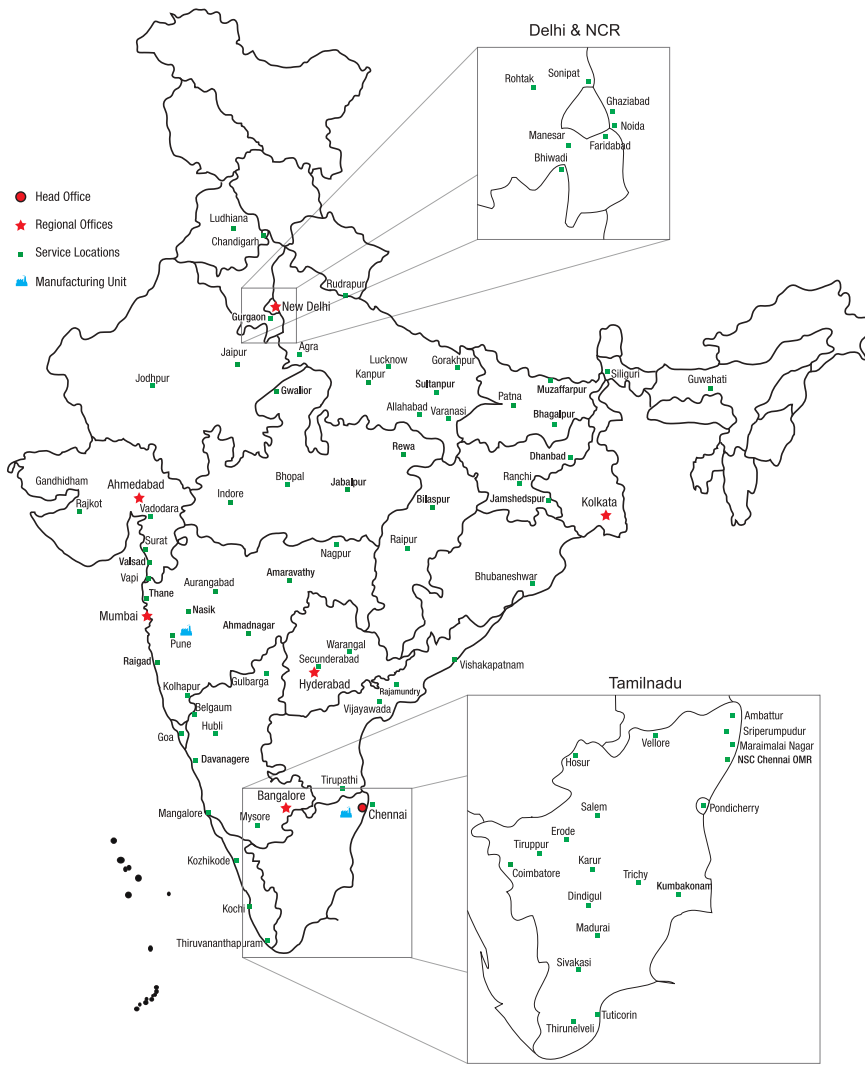 Delhi & NCR
Sonipat
Rohtak
Ghaziabad
Noida
Manesar
Faridabad
Bhiwadi
Head Office
Regional Offices
Service Locations
Manufacturing Unit
Ludhiana
Chandigarh
Rudrapur
New Delhi
Gurgaon
Agra
Jaipur
Lucknow
Gorakhpur
Siliguri
Guwahati
Jodhpur
Kanpur
Sultanpur
Muzaffarpur
Gwalior
Patna
Allahabad
Varanasi
Bhagalpur
Rewa
Dhanbad
Gandhidham
Ahmedabad
Bhopal
Jabalpur
Ranchi
Rajkot
Vadodara
Indore
Bilaspur
Jamshedspur
Kolkata
Surat
Nagpur
Raipur
Valsad
Vapi
Aurangabad
Amaravathy
Bhubaneshwar
Thane
Nasik
Mumbai
Ahmadnagar
Pune
Warangal
Raigad
Secunderabad
Vishakapatnam
Gulbarga
Hyderabad
Kolhapur
Rajamundry
Belgaum
Vijayawada
Hubli
Goa
Davanagere
Tirupathi
Bangalore
Mangalore
Mysore
Chennai
Kozhikode
Kochi
Thiruvananthapuram
Tamilnadu
Ambattur
Sriperumpudur
Vellore
Maraimalai Nagar
Hosur
NSC Chennai OMR
Salem
Pondicherry
Erode
Tiruppur
Karur
Coimbatore
Trichy
Kumbakonam
Dindigul
Madurai
Sivakasi
Tuticorin
Thirunelveli